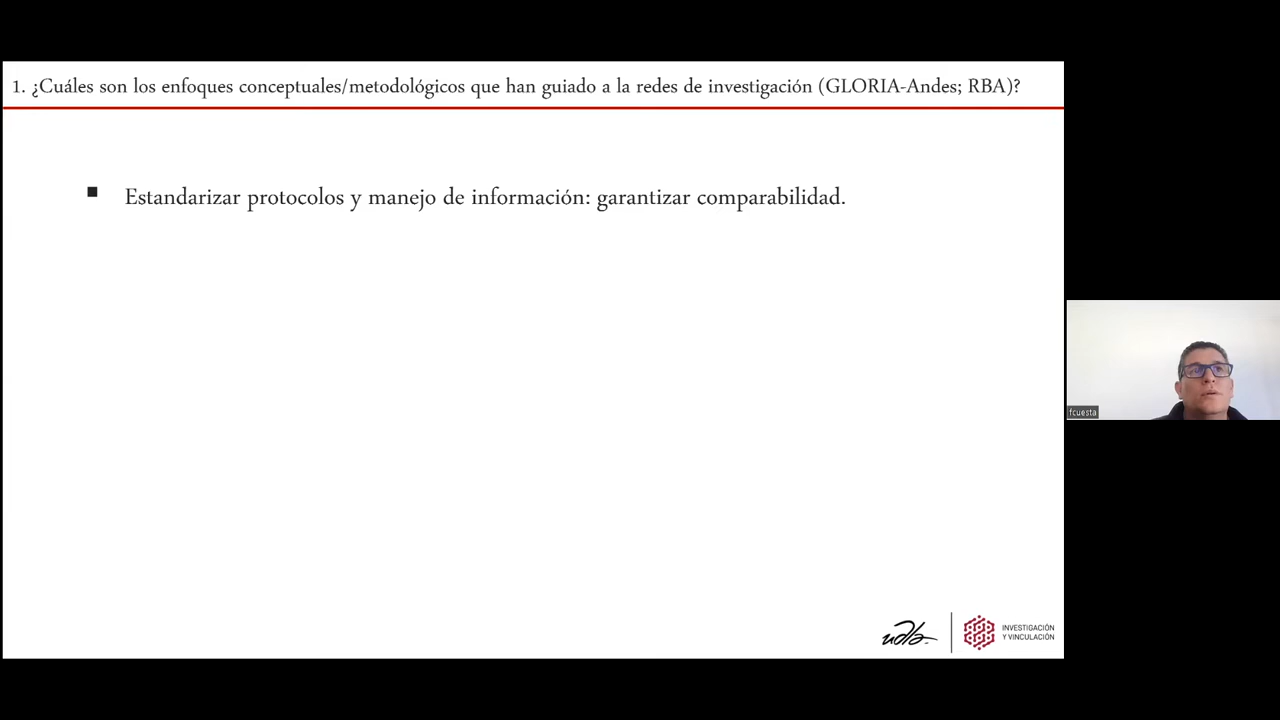 1. ¿Cuáles son los enfoques conceptuales/metodológicos que han guiado a la redes de investigación (GLORIA-Andes; RBA)?
▪ Estandarizar protocolos y manejo de información: garantizar comparabilidad.
fcuesta
udla
INVESTIGACIÓN
Y VINCULACIÓN